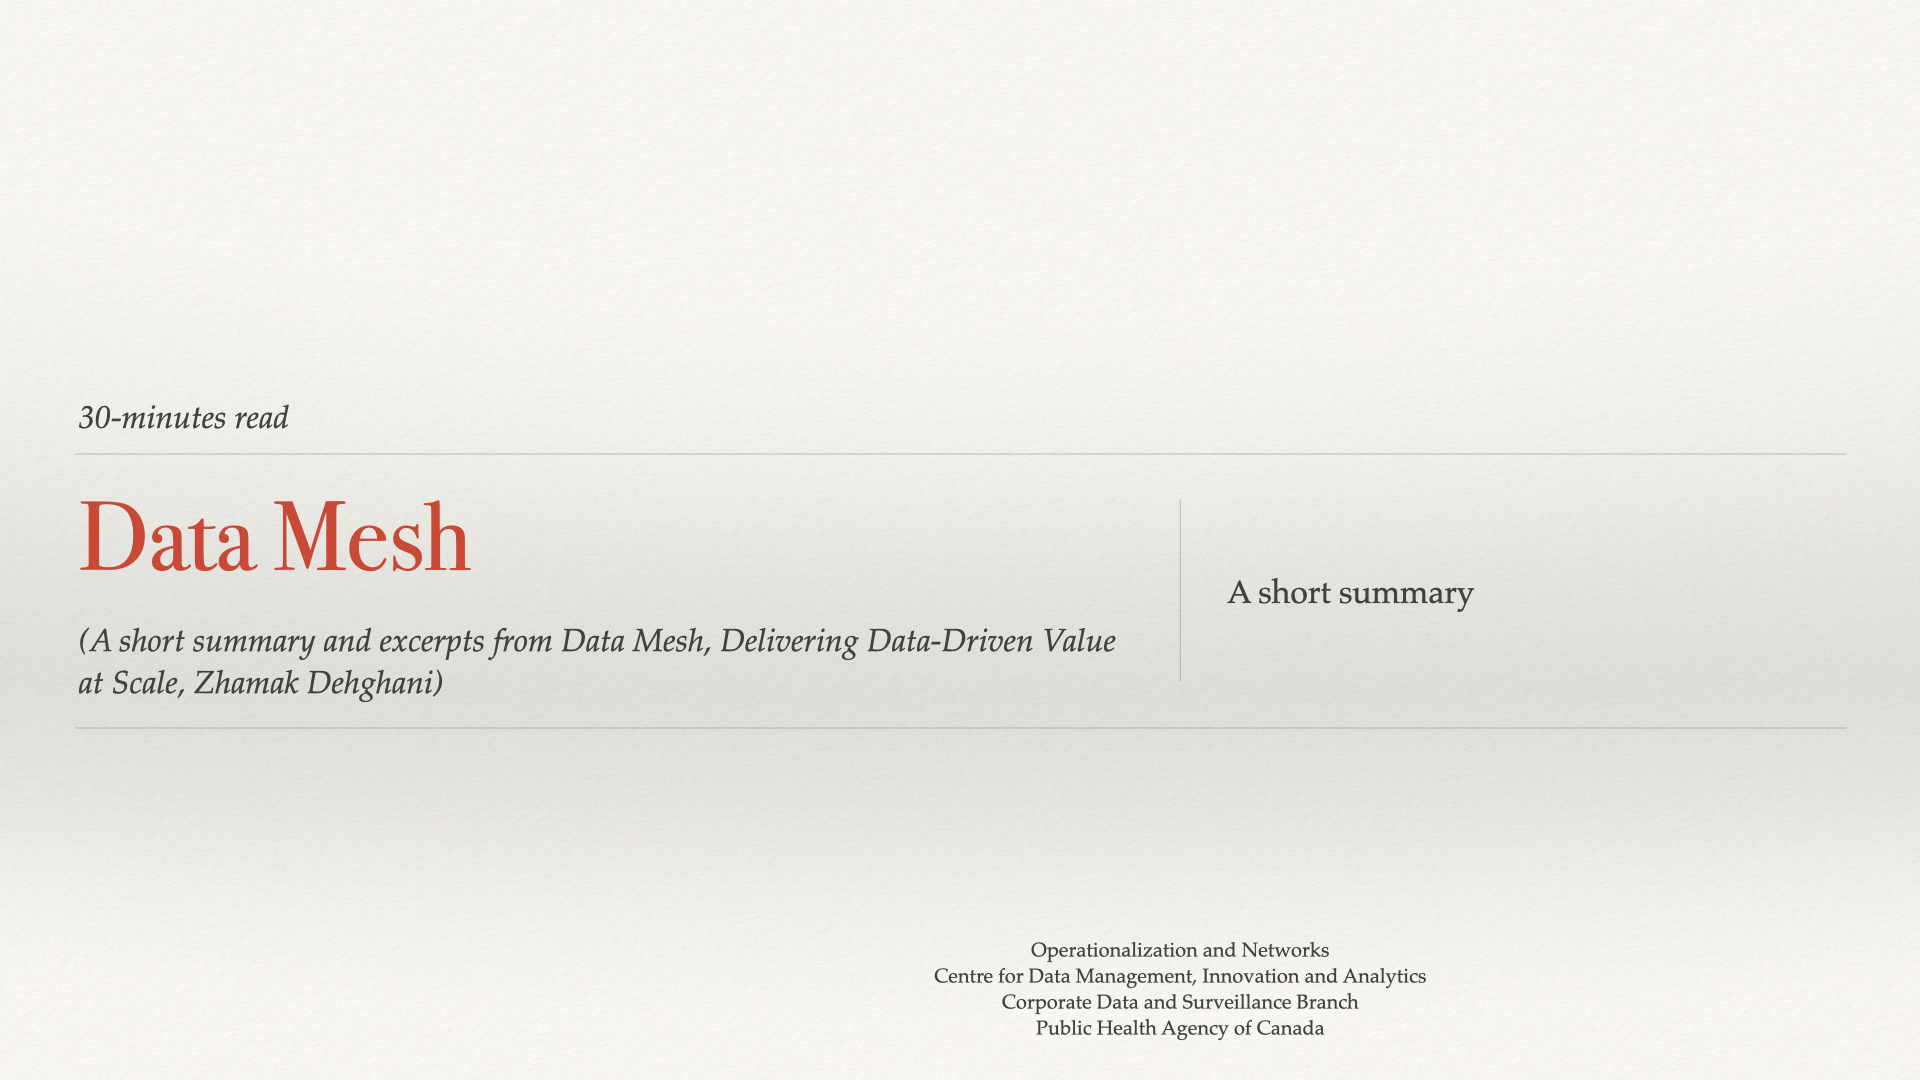 30-minutes read
Data Mesh
(A short summary and excerpts from Data Mesh, Delivering Data-Driven Value
at Scale, Zhamak Dehghani)
A short summary
Operationalization and Networks
Centre for Data Management, Innovation and Analytics
Corporate Data and Surveillance Branch
Public Health Agency of Canada